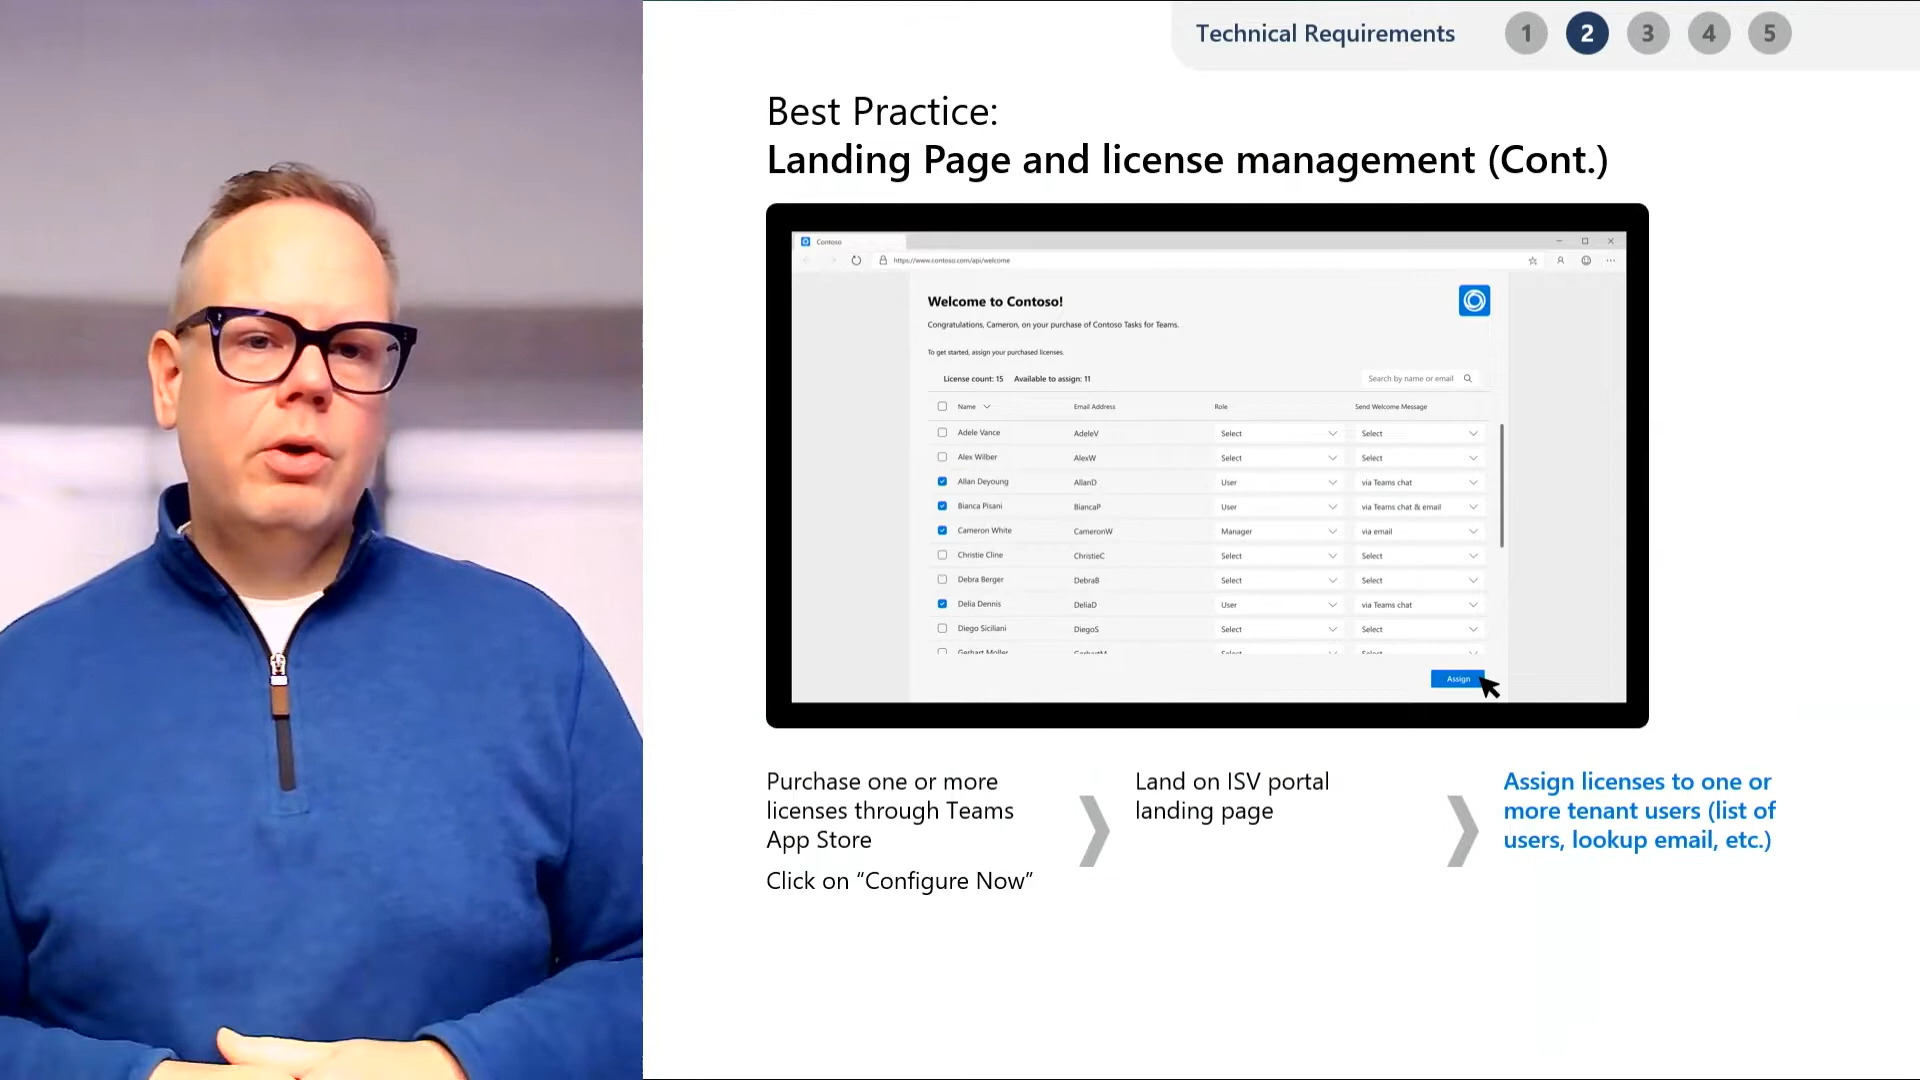 Technical Requirements 1 2 3 4 5
Best Practice:
Landing Page and license management (Cont.)
Contoso
https://www.contoso.com/api/welcome
Welcome to Contoso!
Congratulations, Cameron, on your purchase of Contoso Tasks for Teams.
To get started, assign your purchased licenses.
License count: 15 Available to assign: 11 Search by name or email
Name Email Address Role Send Welcome Message
Adele Vance AdeleV Select Select
Alex Wilber AlexW Select Select
Allan Deyoung AllanD User via Teams chat
Bianca Pisani BiancaP User via Teams chat & email
Cameron White CameronW Manager via email
Christie Cline ChristieC Select Select
Debra Berger DebraB Select Select
Delia Dennis DeliaD User via Teams chat
Diego Siciliani DiegoS Select Select
Gerhart Moller GerhartM Select Select
Assign
Purchase one or more
licenses through Teams
App Store
Click on “Configure Now”
Land on ISV portal
landing page
Assign licenses to one or
more tenant users (list of
users, lookup email, etc.)